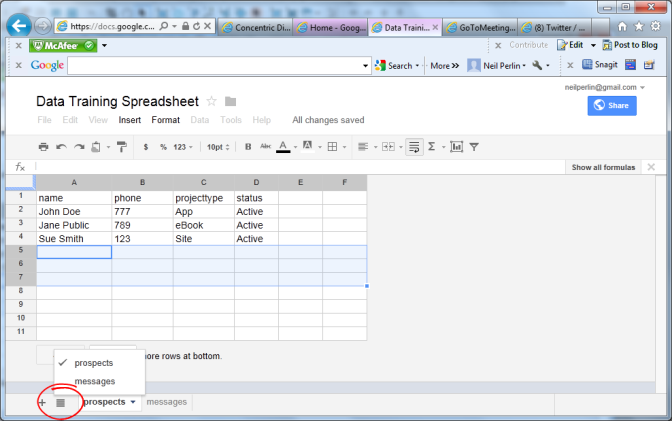 https://docs.google.c...
Concentric Di...
Home - Goog...
Data Traini...
GoToMeeting...
(8) Twitter / ...
x McAfee
x Contribute Edit Post to Blog
x Google Search More >> Neil Perlin x Snagit
neilperlin@gmail.com
Data Training Spreadsheet
Share
File Edit View Insert Format Data Tools Help All changes saved
$ % 123 10pt B Abc A A Σ
fx Show all formulas
A B C D E F
1 name phone projecttype status
2 John Doe 777 App Active
3 Jane Public 789 eBook Active
4 Sue Smith 123 Site Active
5
6
7
8
9
10
11
prospects
ore rows at bottom.
messages
+ prospects messages